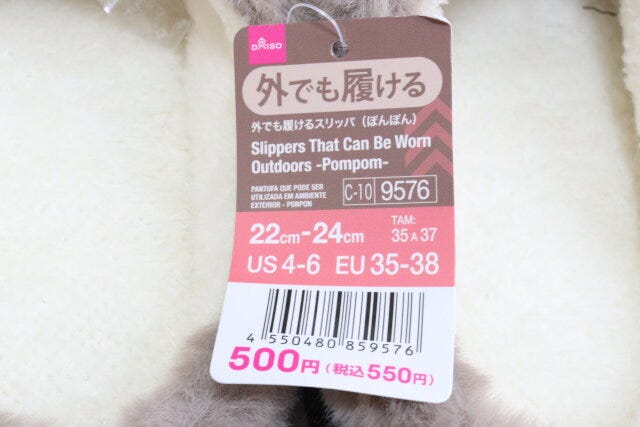 DAISO
外でも履ける
外でも履けるスリッパ（ぽんぽん）
Slippers That Can Be Worn
Outdoors -Pompom-
PANTUFA QUE PODE SER
UTILIZADA EM AMBIENTE
EXTERIOR - PONPON
C-10 9576
22cm-24cm
TAM:
35 A 37
US 4-6 EU 35-38
4 550480 859576
500円（税込550円）